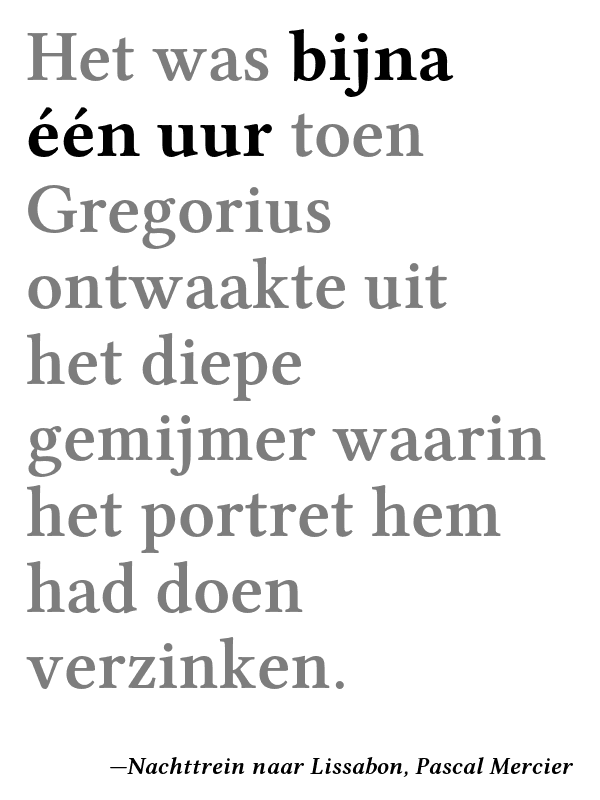 Het was bijna
één uur toen
Gregorius
ontwaakte uit
het diepe
gemijmer waarin
het portret hem
had doen
verzinken.
—Nachttrein naar Lissabon, Pascal Mercier